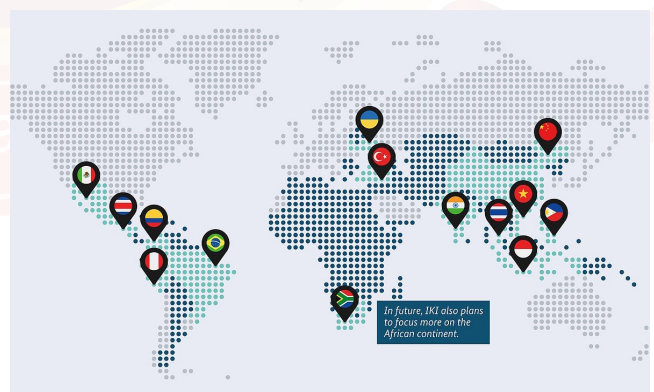 In future, IKI also plans
to focus more on the
African continent.